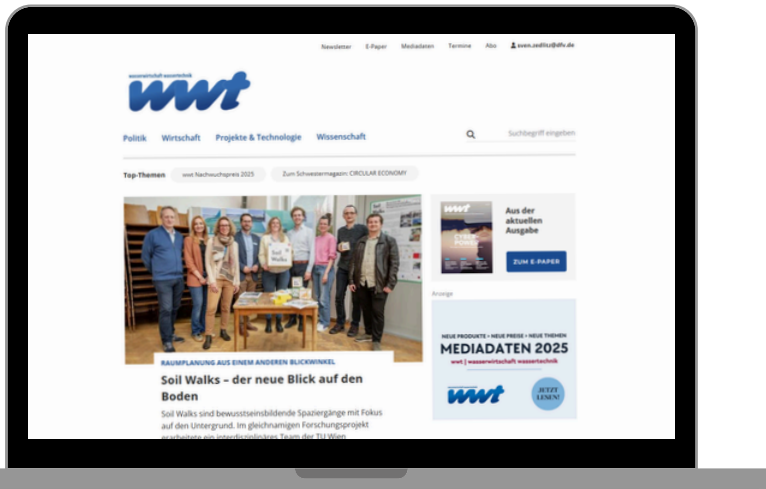 Newsletter E-Paper Mediadaten Termine Abo sven.zedlitz@dfv.de
wasserwirtschaft wassertechnik
wwt
Politik Wirtschaft Projekte & Technologie Wissenschaft
Suchbegriff eingeben
Top-Themen wwt Nachwuchspreis 2025 Zum Schwestermagazin: CIRCULAR ECONOMY
Soil
Walks
wwt
CYBER-
POWER
Aus der
aktuellen
Ausgabe
ZUM E-PAPER
Anzeige
NEUE PRODUKTE • NEUE PREISE • NEUE THEMEN
MEDIADATEN 2025
wwt | wasserwirtschaft wassertechnik
wwt
JETZT
LESEN!
RAUMPLANUNG AUS EINEM ANDEREN BLICKWINKEL
Soil Walks – der neue Blick auf den
Boden
Soil Walks sind bewusstseinsbildende Spaziergänge mit Fokus
auf den Untergrund. Im gleichnamigen Forschungsprojekt
erarbeitete ein interdisziplinäres Team der TU Wien